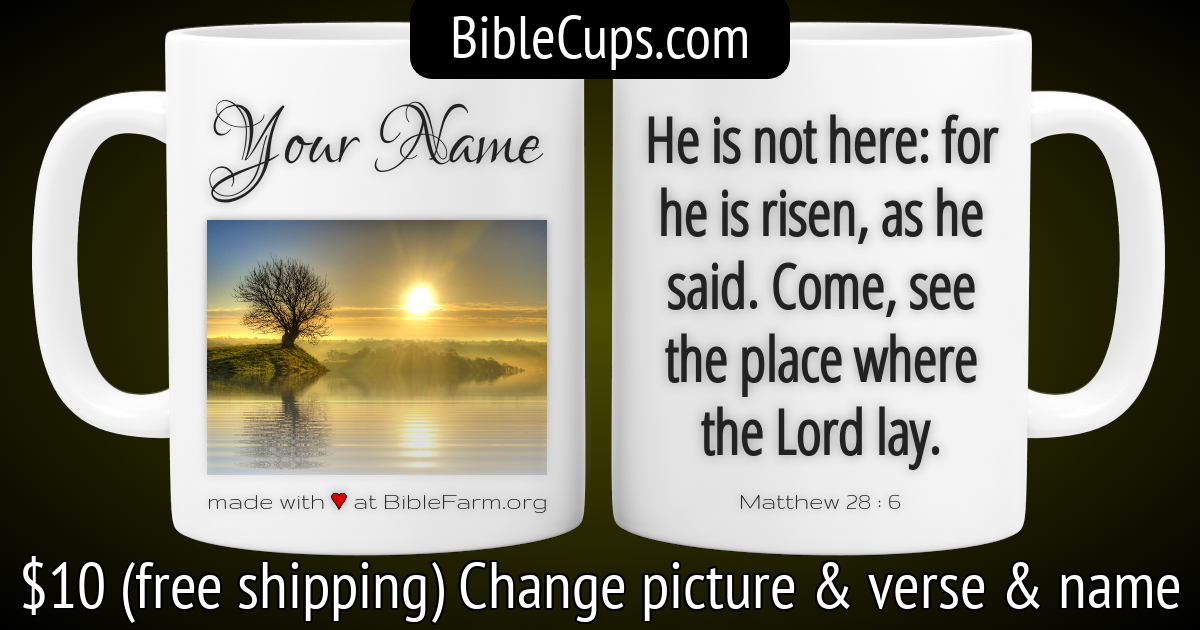 BibleCups.com
Your Name
made with ❤ at BibleFarm.org
He is not here: for
he is risen, as he
said. Come, see
the place where
the Lord lay.
Matthew 28 : 6
$10 (free shipping) Change picture & verse & name